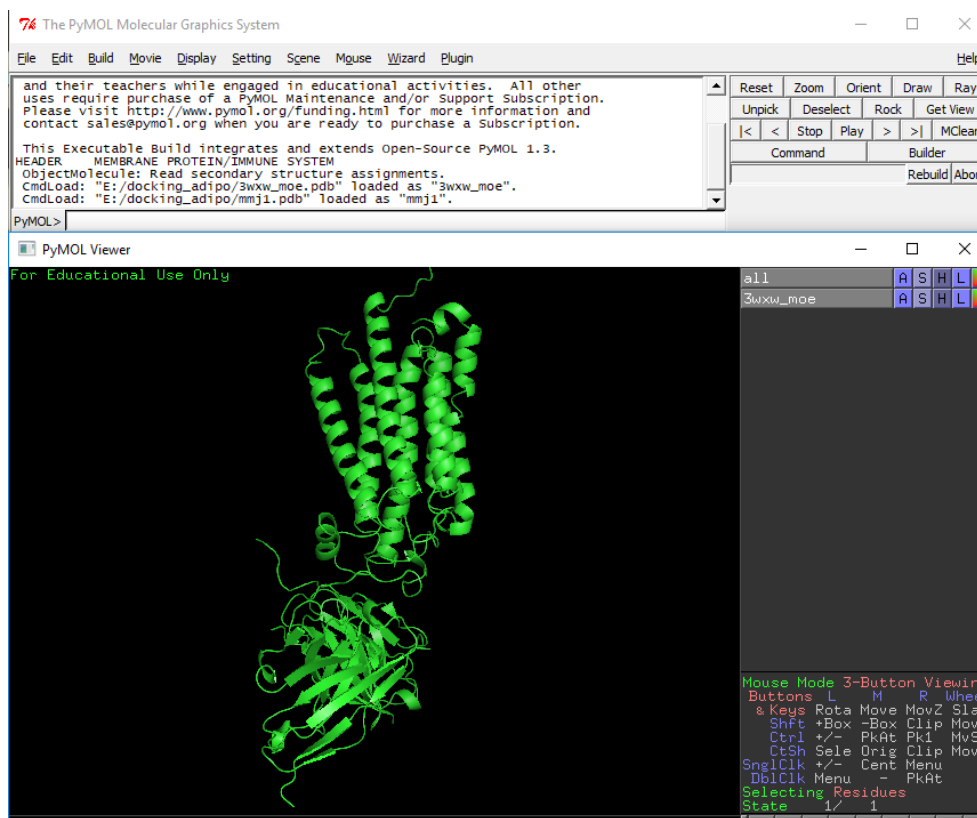 The PyMOL Molecular Graphics System
File Edit Build Movie Display Setting Scene Mouse Wizard Plugin Help
and their teachers while engaged in educational activities. All other
uses require purchase of a PyMOL Maintenance and/or Support Subscription.
Please visit http://www.pymol.org/funding.html for more information and
contact sales@pymol.org when you are ready to purchase a Subscription.
This Executable Build integrates and extends Open-Source PyMOL 1.3.
HEADER MEMBRANE PROTEIN/IMMUNE SYSTEM
ObjectMolecule: Read secondary structure assignments.
CmdLoad: "E:/docking_adipo/3wxw_moe.pdb" loaded as "3wxw_moe".
CmdLoad: "E:/docking_adipo/mmj1.pdb" loaded as "mmj1".
PyMOL>
Reset Zoom Orient Draw Ray
Unpick Deselect Rock Get View
|< < Stop Play > >| MClear
Command Builder
Rebuild Abor
PyMOL Viewer
For Educational Use Only
all A S H L
3wxw_moe A S H L
Mouse Mode 3-Button Viewin
Buttons L M R Whee
& Keys Rota Move MovZ Sla
Shft +Box -Box Clip Mov
Ctrl +/- PkAt Pk1 MvS
CtSh Sele Orig Clip Mov
SnglClk +/- Cent Menu
DblClk Menu - PkAt
Selecting Residues
State 1/ 1